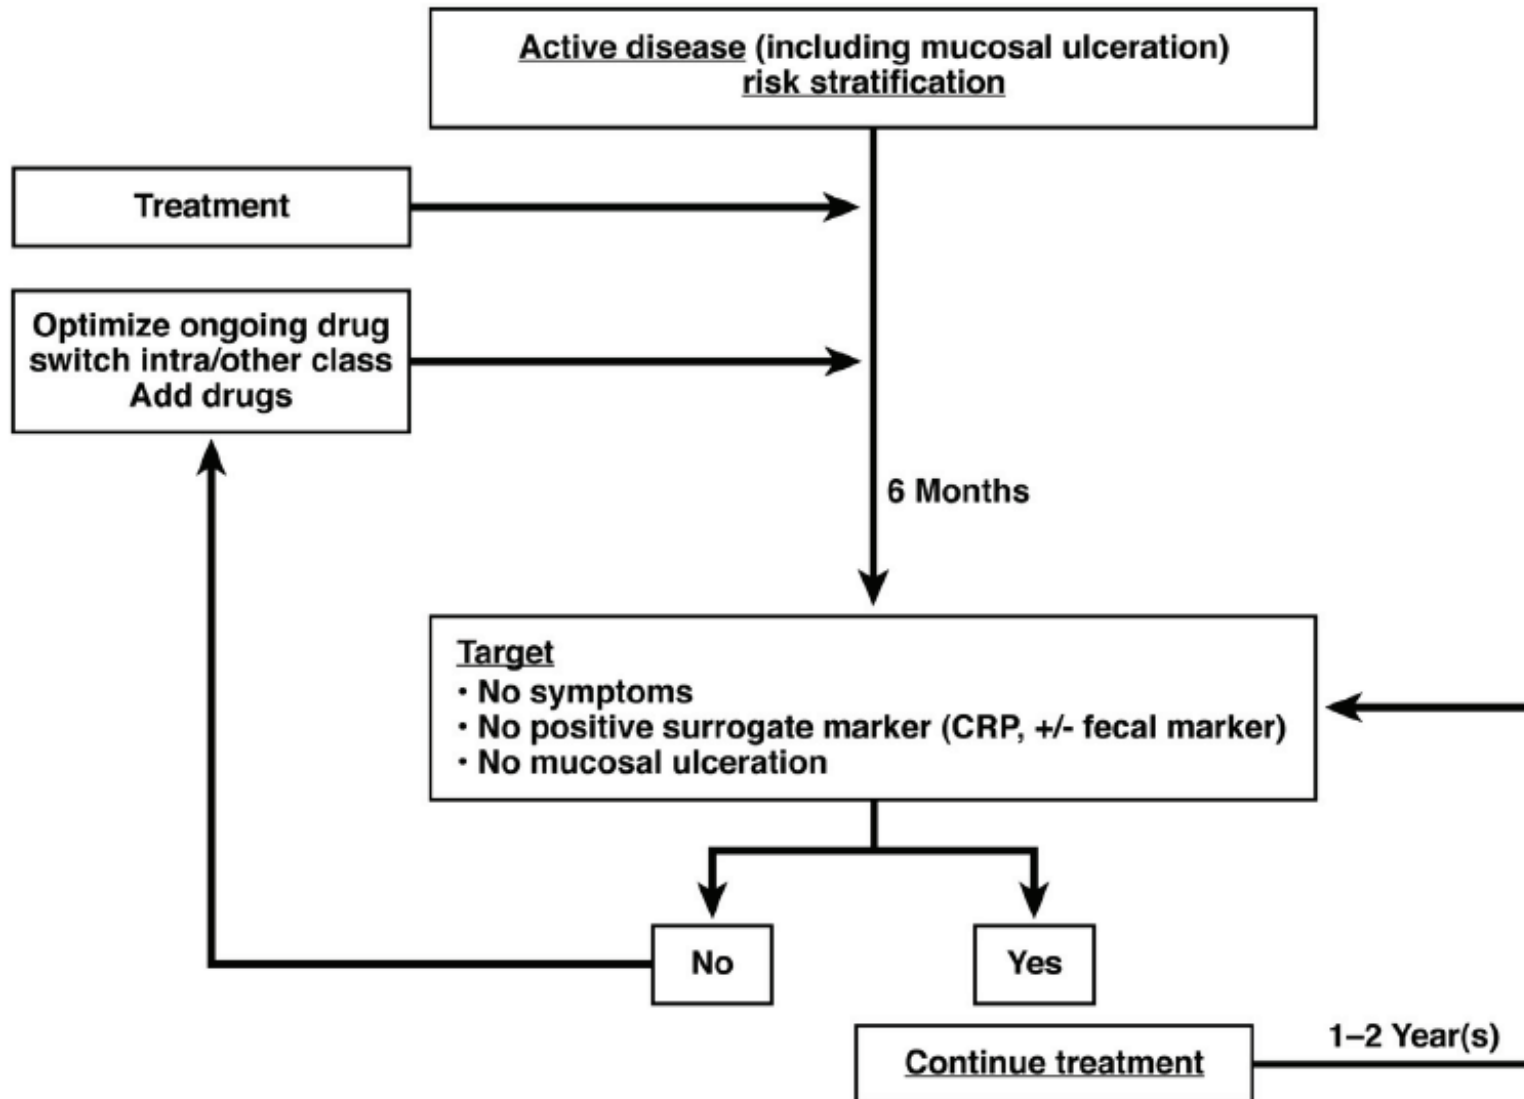 Active disease (including mucosal ulceration)
risk stratification
Treatment
Optimize ongoing drug
switch intra/other class
Add drugs
6 Months
Target
• No symptoms
• No positive surrogate marker (CRP, +/- fecal marker)
• No mucosal ulceration
No
Yes
Continue treatment
1–2 Year(s)